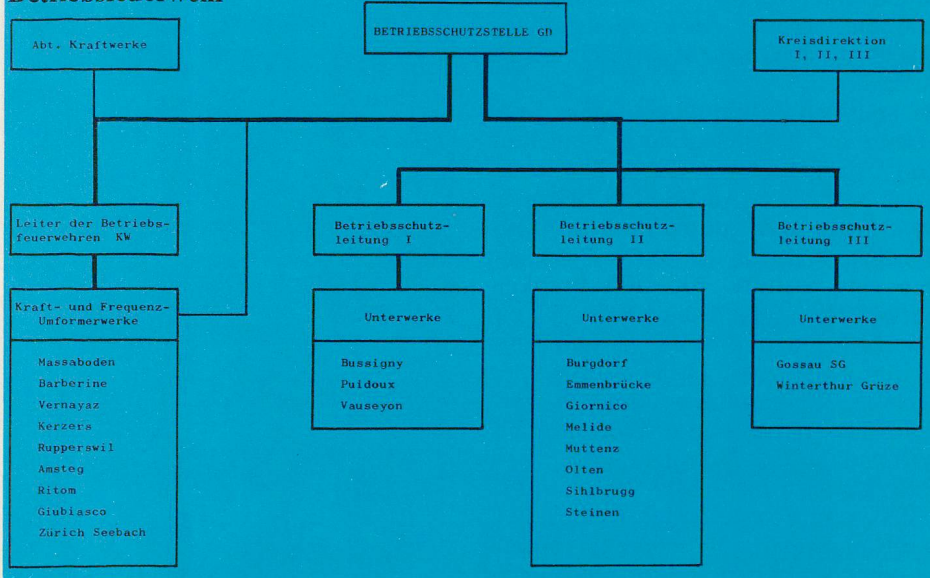 Abt. Kraftwerke
BETRIEBSSCHUTZSTELLE GD
Kreisdirektion
I, II, III
Leiter der Betriebs-
feuerwehren KW
Betriebsschutz-
leitung I
Betriebsschutz-
leitung II
Betriebsschutz-
leitung III
Kraft- und Frequenz-
Umformerwerke
Massaboden
Barberine
Vernayaz
Kerzers
Rupperswil
Amsteg
Ritom
Giubiasco
Zürich Seebach
Unterwerke
Bussigny
Puidoux
Vauseyon
Unterwerke
Burgdorf
Emmenbrücke
Giornico
Melide
Muttenz
Olten
Sihlbrugg
Steinen
Unterwerke
Gossau SG
Winterthur Grüze